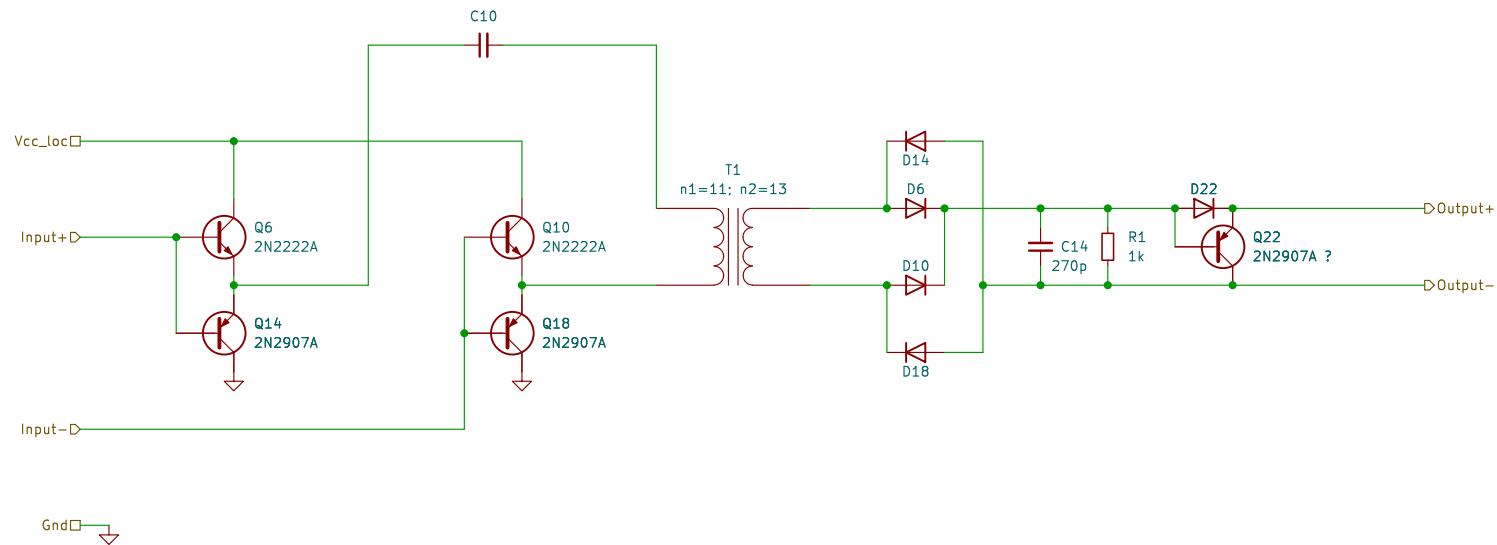 C10
Vcc_loc
D14
T1
n1=11; n2=13
D6
D22
Output+
Input+
Q6
2N2222A
Q10
2N2222A
C14
270p
R1
1k
Q22
2N2907A ?
D10
Output-
Q14
2N2907A
Q18
2N2907A
D18
Input-
Gnd